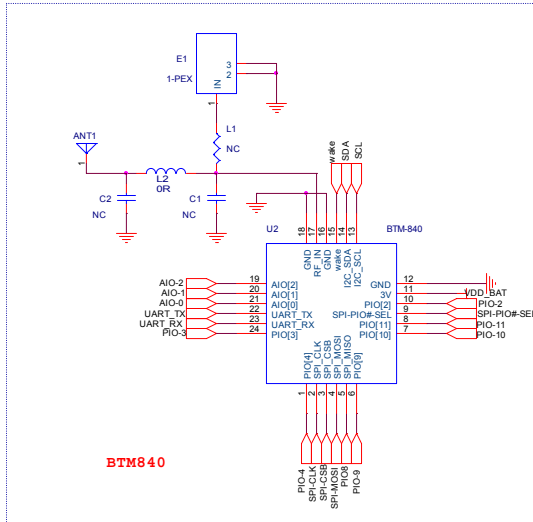 E1
3
2
1-PEX
IN
1
L1
NC
ANT1
1
L2
0R
C2
NC
C1
NC
wake
SDA
SCL
U2
BTM-840
18
17
16
15
14
13
GND
RF_IN
GND
wake
I2C_SDA
I2C_SCL
AIO-2
19
AIO[2]
GND
12
AIO-1
20
AIO[1]
3V
11
VDD_BAT
AIO-0
21
AIO[0]
PIO[2]
10
PIO-2
UART_TX
22
UART_TX
SPI-PIO#-SEL
9
SPI-PIO#-SEL
UART_RX
23
UART_RX
PIO[11]
8
PIO-11
PIO-3
24
PIO[3]
PIO[10]
7
PIO-10
PIO[4]
SPI_CLK
SPI_CSB
SPI_MOSI
SPI_MISO
PIO[9]
1
2
3
4
5
6
PIO-4
SPI-CLK
SPI-CSB
SPI-MOSI
PIO8
PIO-9
BTM840